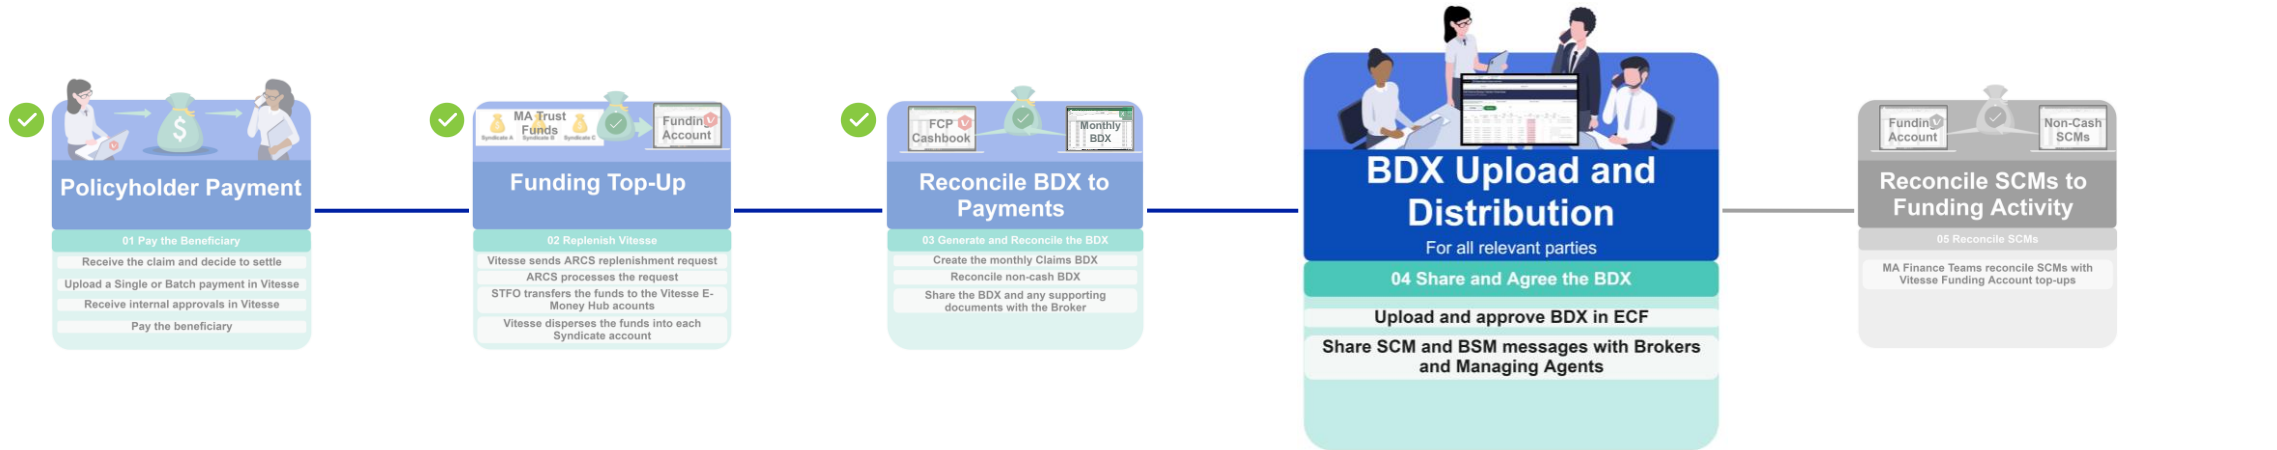 $
Policyholder Payment
01 Pay the Beneficiary
Receive the claim and decide to settle
Upload a Single or Batch payment in Vitesse
Receive internal approvals in Vitesse
Pay the beneficiary
MA Trust
Funds
Syndicate A
Syndicate B
Syndicate C
Funding
Account
Funding Top-Up
02 Replenish Vitesse
Vitesse sends ARCS replenishment request
ARCS processes the request
STFO transfers the funds to the Vitesse E-
Money Hub acounts
Vitesse disperses the funds into each
Syndicate account
FCP
Cashbook
Monthly
BDX
Reconcile BDX to
Payments
03 Generate and Reconcile the BDX
Create the monthly Claims BDX
Reconcile non-cash BDX
Share the BDX and any supporting
documents with the Broker
BDX Upload and
Distribution
For all relevant parties
04 Share and Agree the BDX
Upload and approve BDX in ECF
Share SCM and BSM messages with Brokers
and Managing Agents
Funding
Account
Non-Cash
SCMs
Reconcile SCMs to
Funding Activity
05 Reconcile SCMs
MA Finance Teams reconcile SCMs with
Vitesse Funding Account top-ups